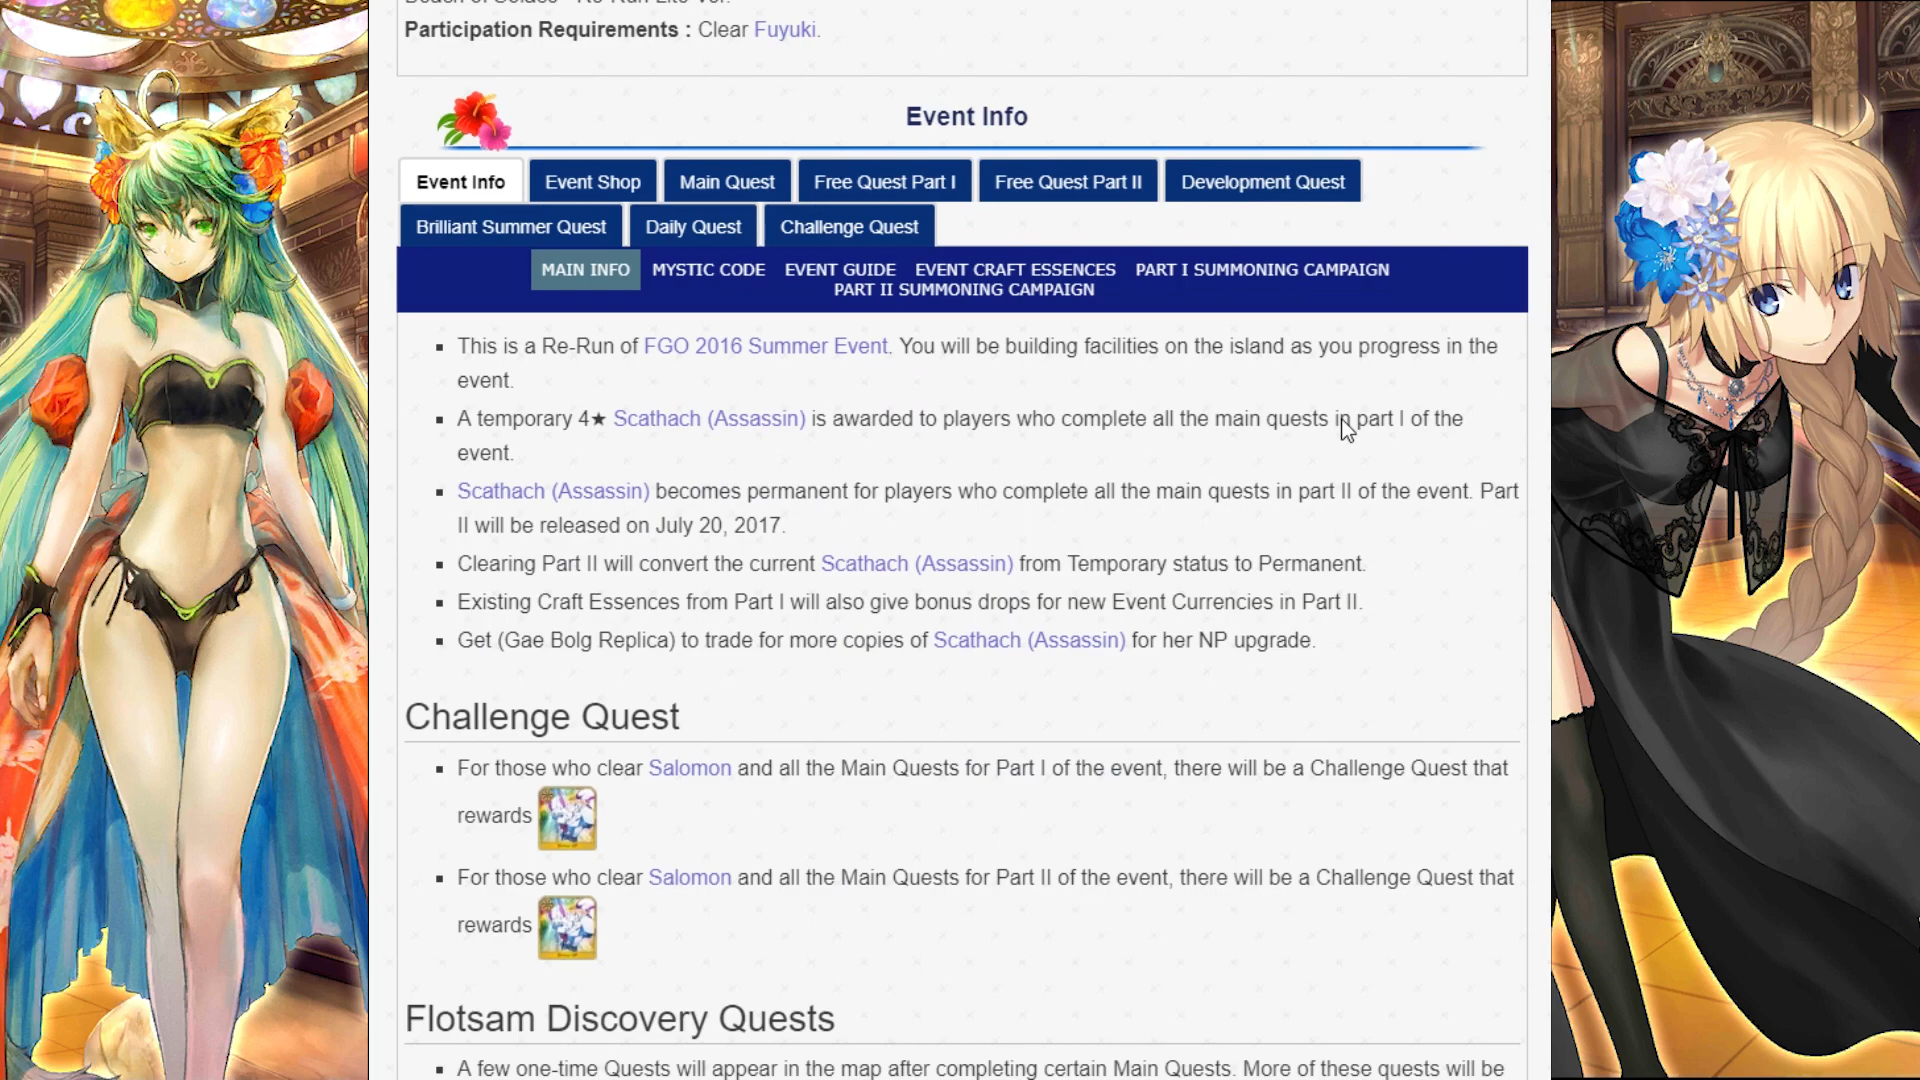 Participation Requirements : Clear Fuyuki.
Event Info
Event Info Event Shop Main Quest Free Quest Part I Free Quest Part II Development Quest
Brilliant Summer Quest Daily Quest Challenge Quest
MAIN INFO MYSTIC CODE EVENT GUIDE EVENT CRAFT ESSENCES PART I SUMMONING CAMPAIGN
PART II SUMMONING CAMPAIGN
This is a Re-Run of FGO 2016 Summer Event. You will be building facilities on the island as you progress in the
event.
A temporary 4★ Scathach (Assassin) is awarded to players who complete all the main quests in part I of the
event.
Scathach (Assassin) becomes permanent for players who complete all the main quests in part II of the event. Part
II will be released on July 20, 2017.
Clearing Part II will convert the current Scathach (Assassin) from Temporary status to Permanent.
Existing Craft Essences from Part I will also give bonus drops for new Event Currencies in Part II.
Get (Gae Bolg Replica) to trade for more copies of Scathach (Assassin) for her NP upgrade.
Challenge Quest
For those who clear Salomon and all the Main Quests for Part I of the event, there will be a Challenge Quest that
rewards
For those who clear Salomon and all the Main Quests for Part II of the event, there will be a Challenge Quest that
rewards
Flotsam Discovery Quests
A few one-time Quests will appear in the map after completing certain Main Quests. More of these quests will be